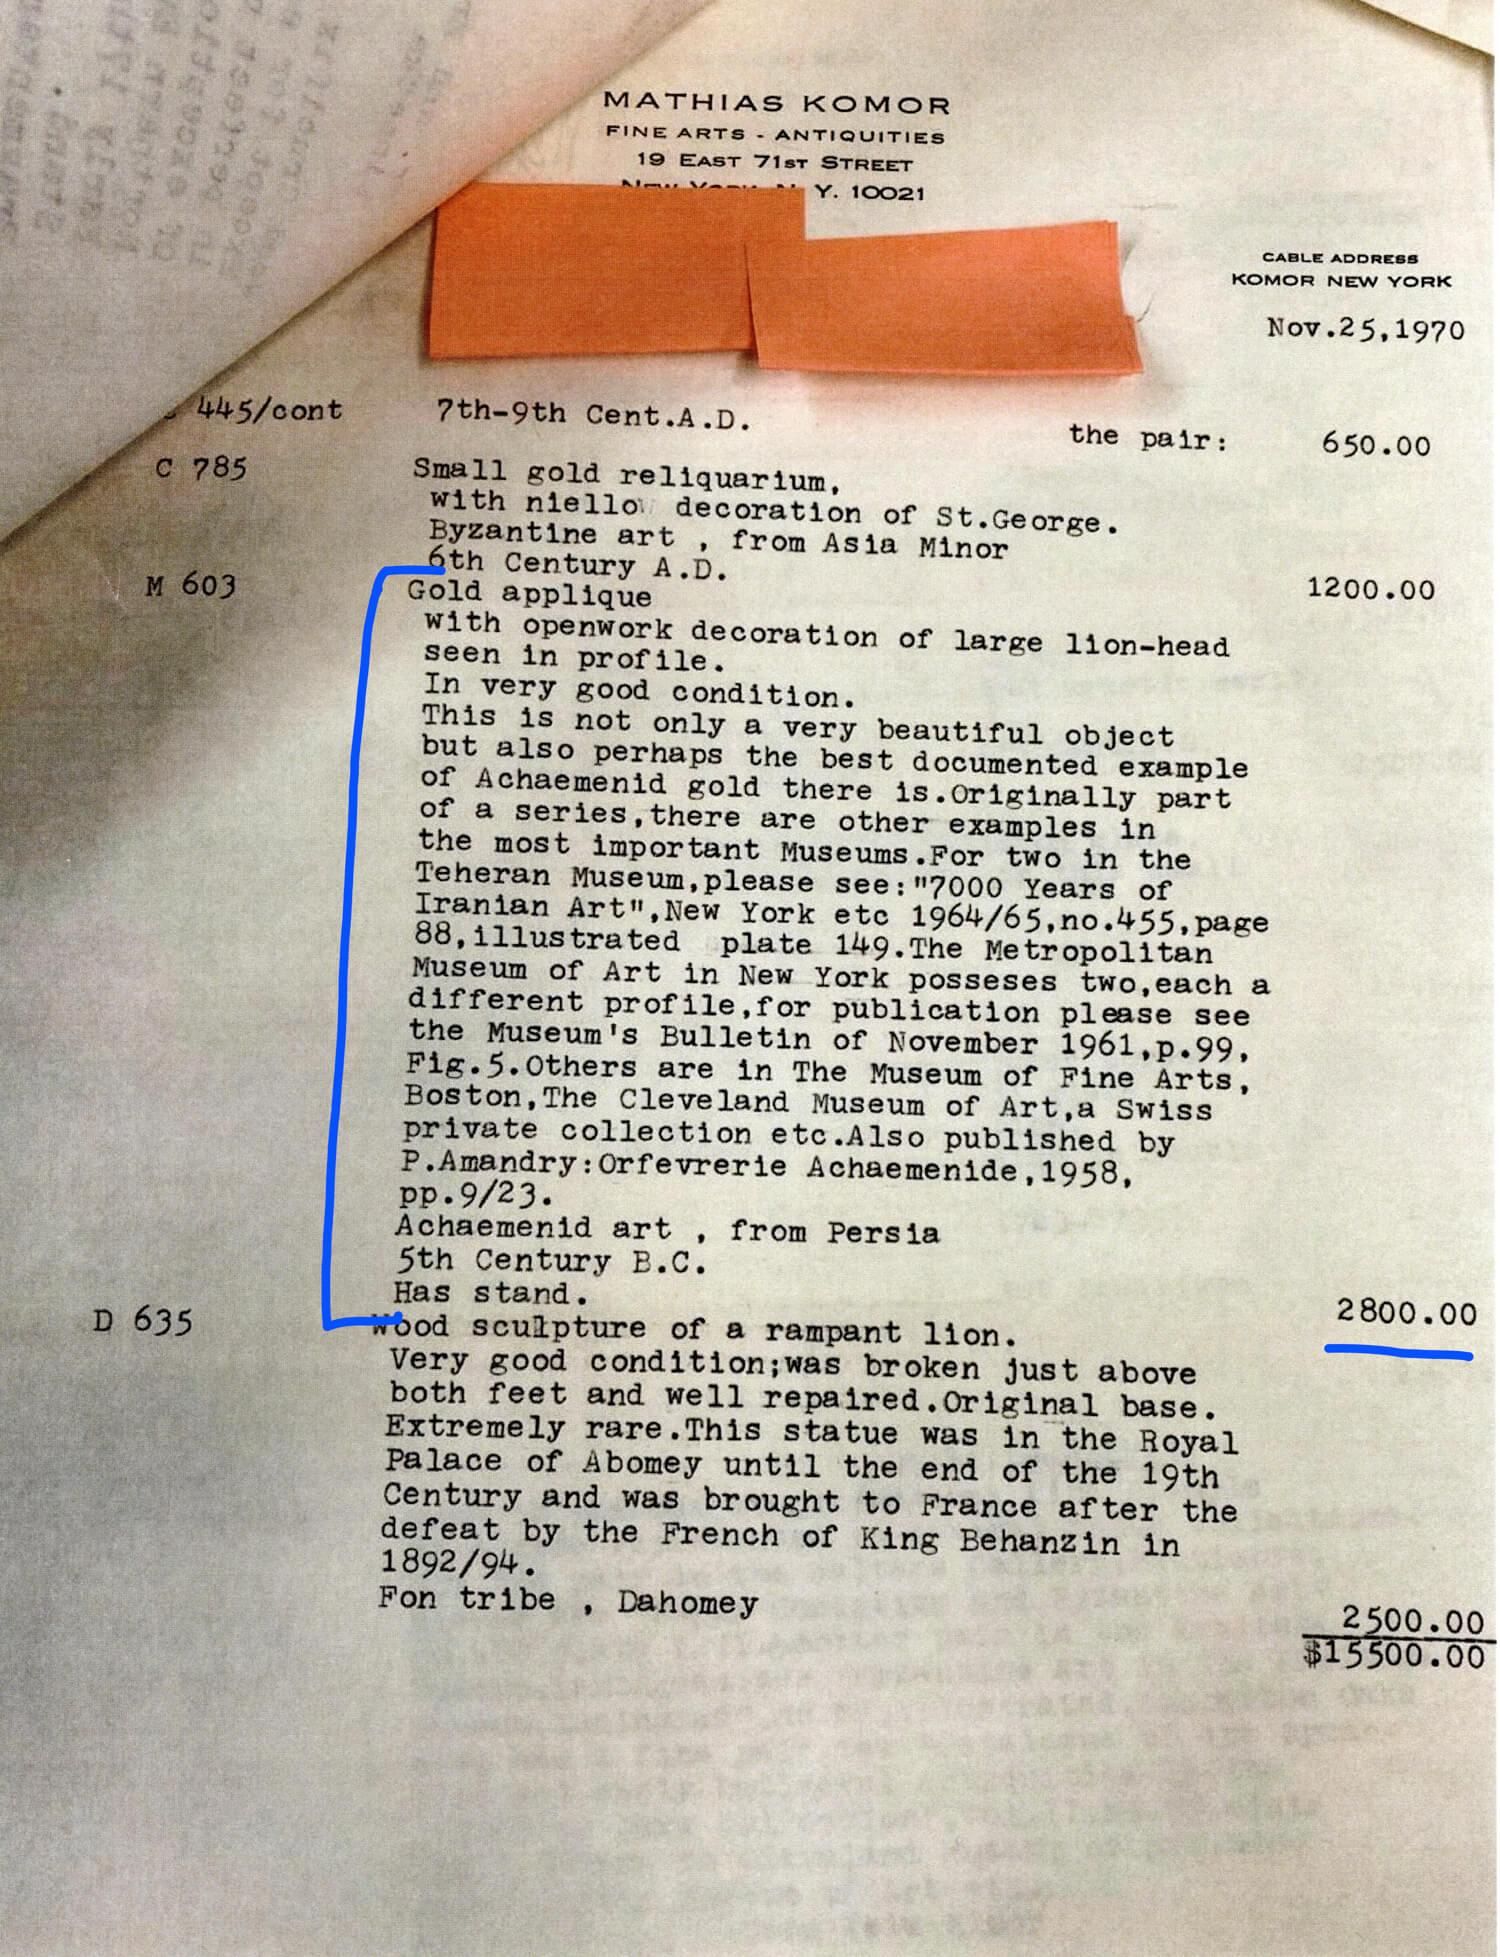 MATHIAS KOMOR
FINE ARTS - ANTIQUITIES
19 EAST 71ST STREET
NEW YORK, N. Y. 10021
CABLE ADDRESS
KOMOR NEW YORK
Nov.25,1970
445/cont 7th-9th Cent.A.D.
the pair: 650.00
C 785 Small gold reliquarium,
with niello decoration of St.George.
Byzantine art , from Asia Minor
6th Century A.D. 1200.00
M 603 Gold applique
with openwork decoration of large lion-head
seen in profile.
In very good condition.
This is not only a very beautiful object
but also perhaps the best documented example
of Achaemenid gold there is.Originally part
of a series,there are other examples in
the most important Museums.For two in the
Teheran Museum,please see:"7000 Years of
Iranian Art",New York etc 1964/65,no.455,page
88,illustrated plate 149.The Metropolitan
Museum of Art in New York posseses two,each a
different profile,for publication please see
the Museum's Bulletin of November 1961,p.99,
Fig.5.Others are in The Museum of Fine Arts,
Boston,The Cleveland Museum of Art,a Swiss
private collection etc.Also published by
P.Amandry:Orfevrerie Achaemenide,1958,
pp.9/23.
Achaemenid art , from Persia
5th Century B.C.
Has stand. 2800.00
D 635 Wood sculpture of a rampant lion.
Very good condition;was broken just above
both feet and well repaired.Original base.
Extremely rare.This statue was in the Royal
Palace of Abomey until the end of the 19th
Century and was brought to France after the
defeat by the French of King Behanzin in
1892/94.
Fon tribe , Dahomey 2500.00
$15500.00